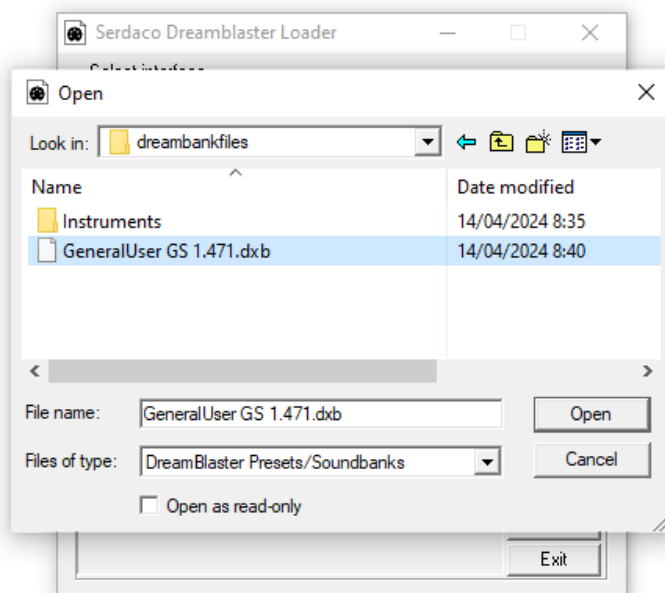 Serdaco Dreamblaster Loader
Select interface
Open
Look in: dreambankfiles
Name Date modified
Instruments 14/04/2024 8:35
GeneralUser GS 1.471.dxb 14/04/2024 8:40
File name: GeneralUser GS 1.471.dxb Open
Files of type: DreamBlaster Presets/Soundbanks Cancel
Open as read-only
Exit